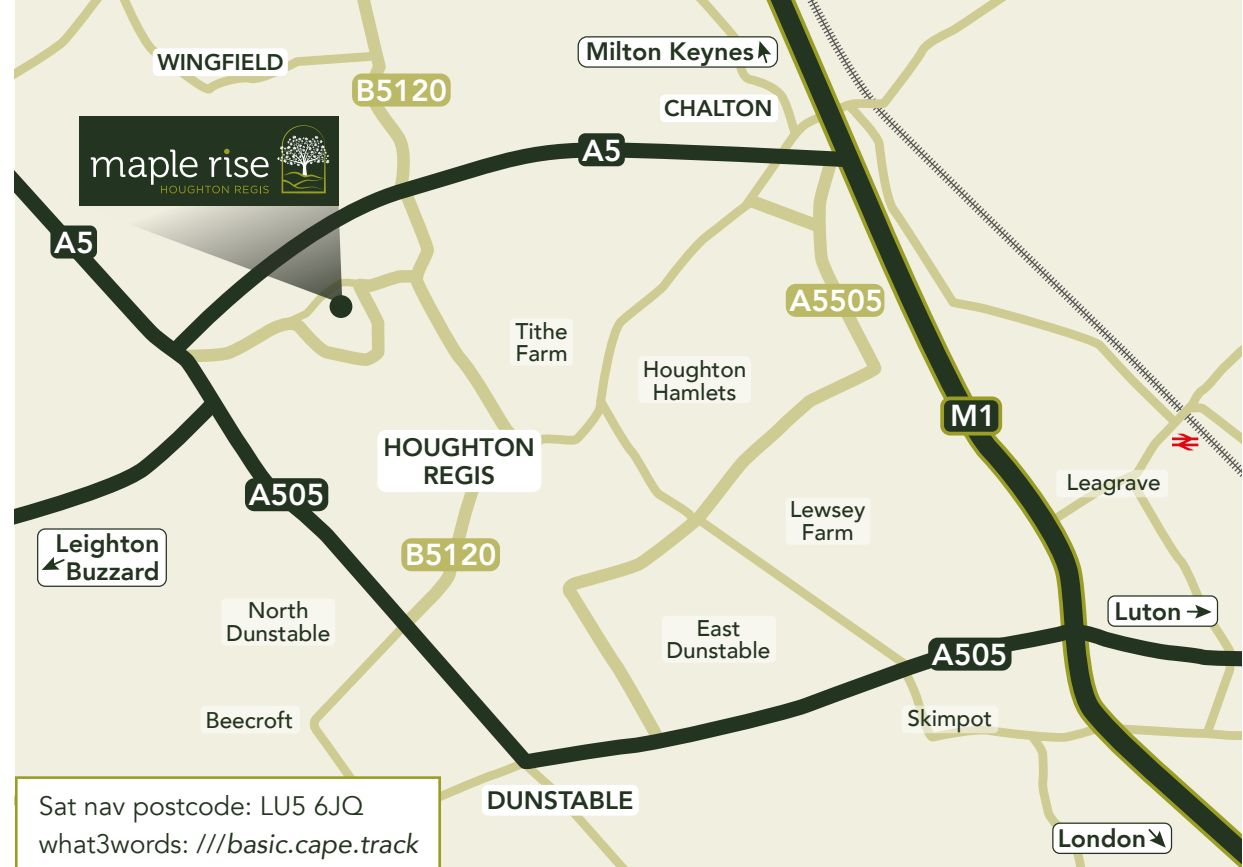 WINGFIELD
Milton Keynes
B5120
CHALTON
maple rise
HOUGHTON REGIS
A5
A5
A5505
Tithe
Farm
Houghton
Hamlets
M1
HOUGHTON
REGIS
A505
Leagrave
Lewsey
Farm
Leighton
Buzzard
B5120
North
Dunstable
East
Dunstable
Luton
A505
Beecroft
Skimpot
DUNSTABLE
Sat nav postcode: LU5 6JQ
what3words: ///basic.cape.track
London